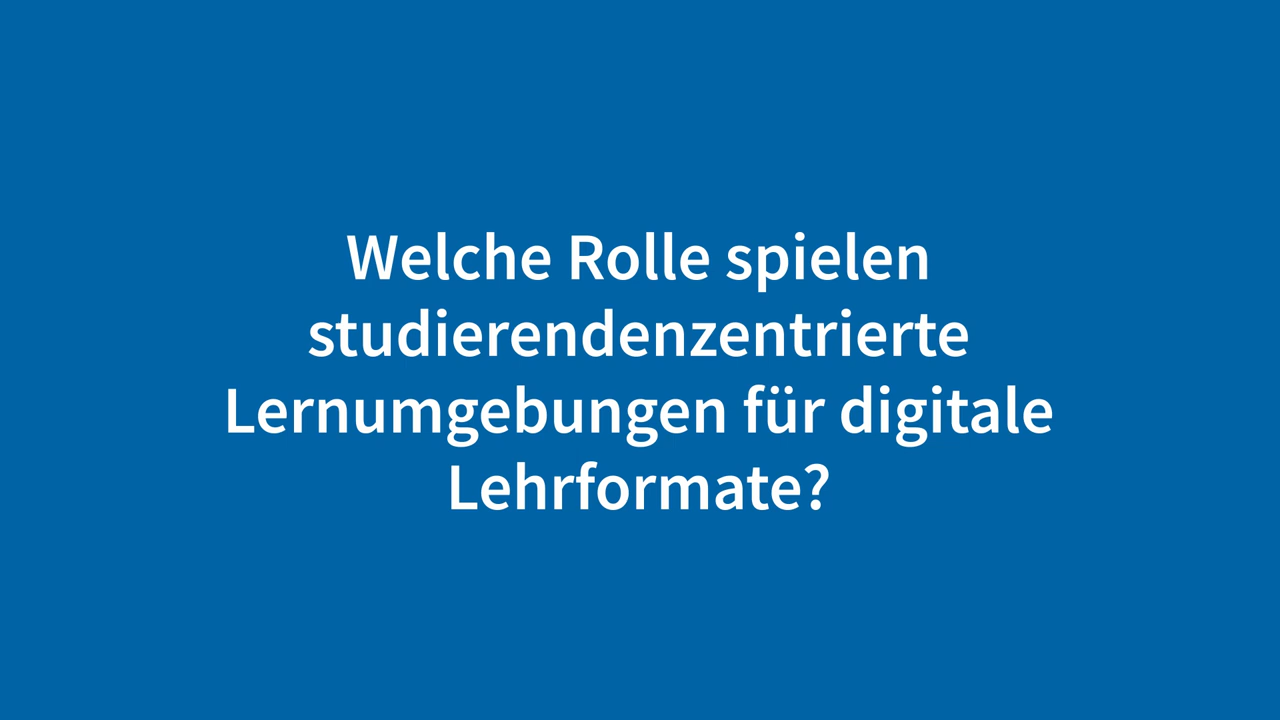 Welche Rolle spielen
studierendenzentrierte
Lernumgebungen für digitale
Lehrformate?